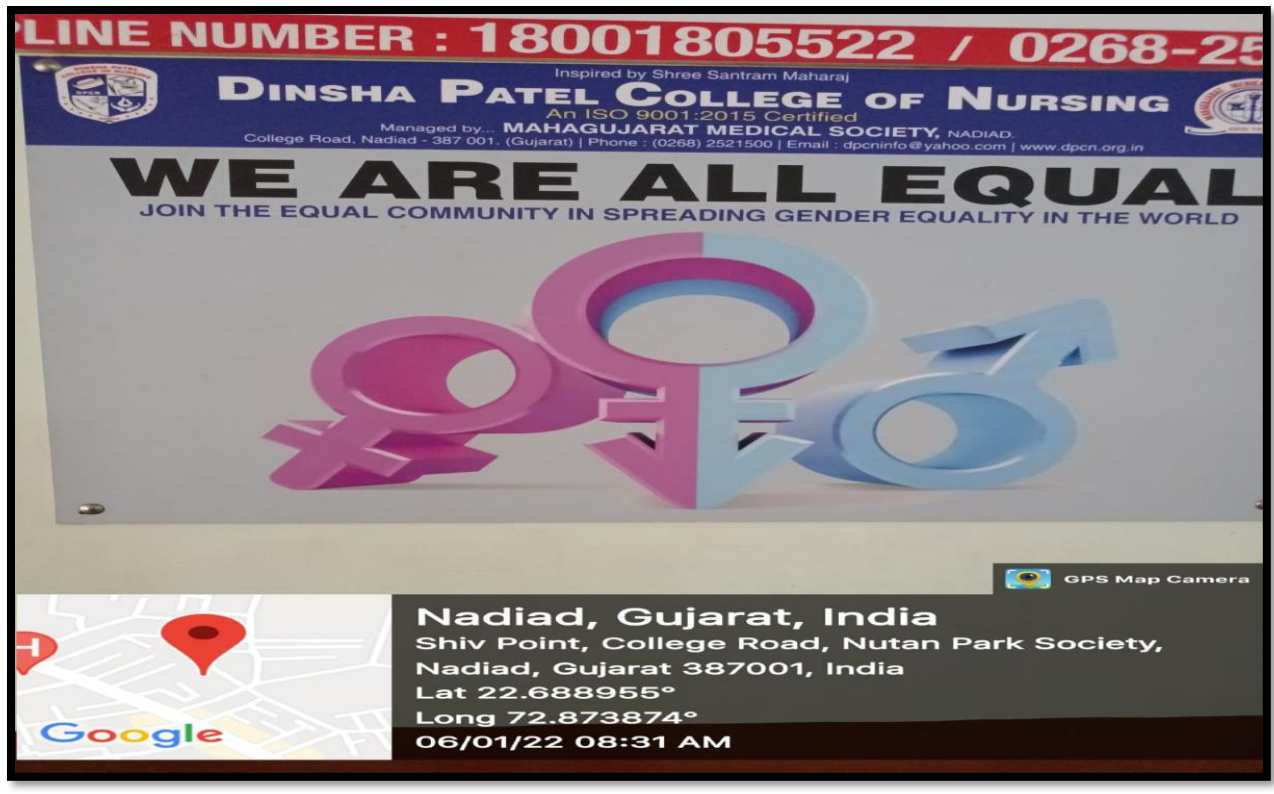 PLINE NUMBER : 18001805522 / 0268-25
Inspired by Shree Santram Maharaj
DINSHA PATEL COLLEGE OF NURSING
An ISO 9001:2015 Certified
Managed by... MAHAGUJARAT MEDICAL SOCIETY, NADIAD.
College Road, Nadiad - 387 001. (Gujarat) | Phone : (0268) 2521500 | Email : dpcninfo@yahoo.com | www.dpcn.org.in
WE ARE ALL EQUAL
JOIN THE EQUAL COMMUNITY IN SPREADING GENDER EQUALITY IN THE WORLD
GPS Map Camera
H
Google
Nadiad, Gujarat, India
Shiv Point, College Road, Nutan Park Society,
Nadiad, Gujarat 387001, India
Lat 22.688955°
Long 72.873874°
06/01/22 08:31 AM